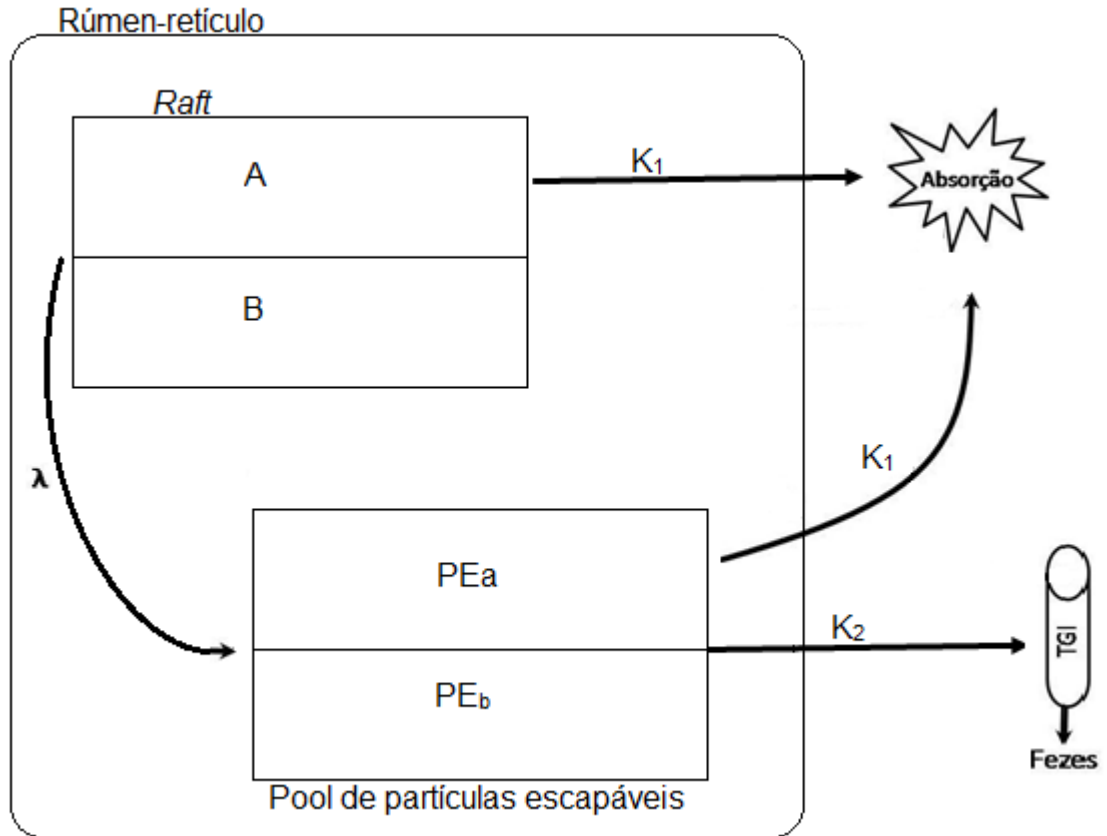 Rúmen-retículo
Raft
A
K₁
Absorção
B
λ
K₁
PEa
K₂
TGI
PEb
Fezes
Pool de partículas escapáveis